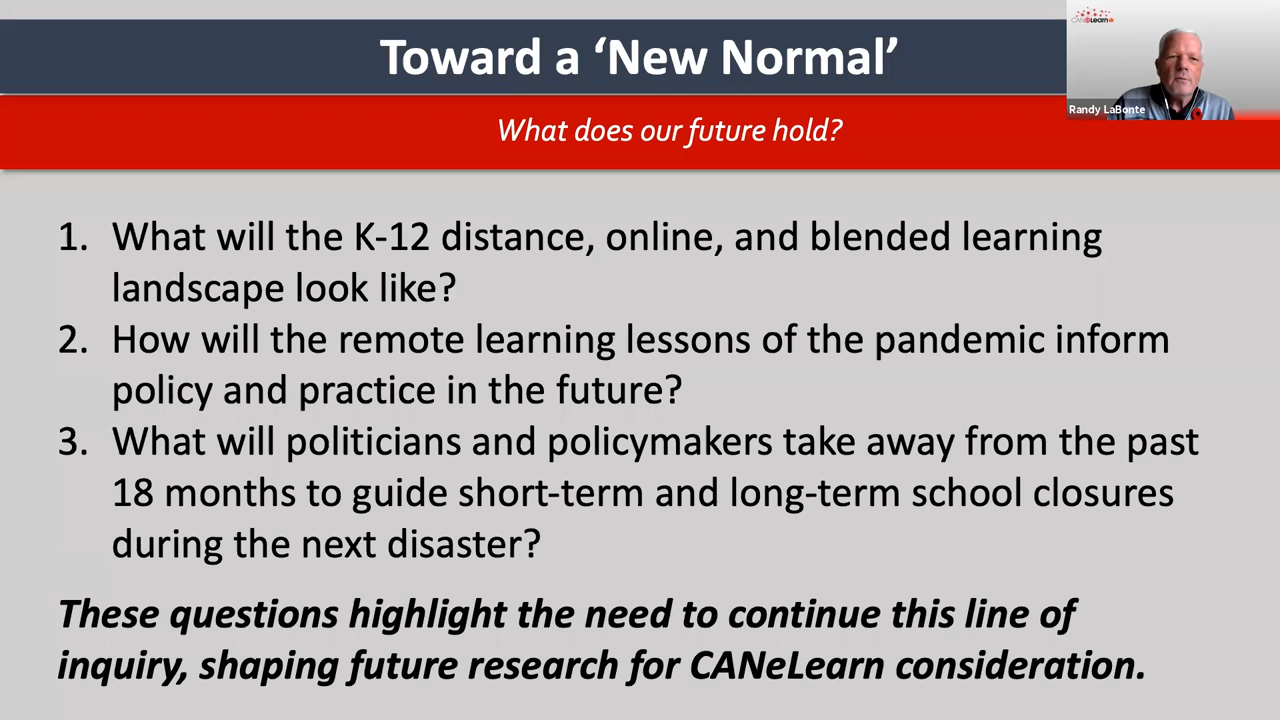 Toward a ‘New Normal’
CANeLearn
Randy LaBonte
What does our future hold?
1. What will the K-12 distance, online, and blended learning
landscape look like?
2. How will the remote learning lessons of the pandemic inform
policy and practice in the future?
3. What will politicians and policymakers take away from the past
18 months to guide short-term and long-term school closures
during the next disaster?
These questions highlight the need to continue this line of
inquiry, shaping future research for CANeLearn consideration.